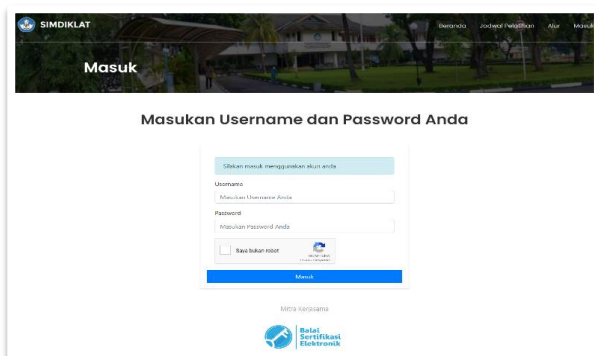 SIMDIKLAT
Beranda Jadwal Pelatihan Alur Masuk
Masuk
Masukan Username dan Password Anda
Silakan masuk menggunakan akun anda
Username
Masukan Username Anda
Password
Masukan Password Anda
Saya bukan robot
Masuk
Mitra Kerjasama
Balai
Sertifikasi
Elektronik